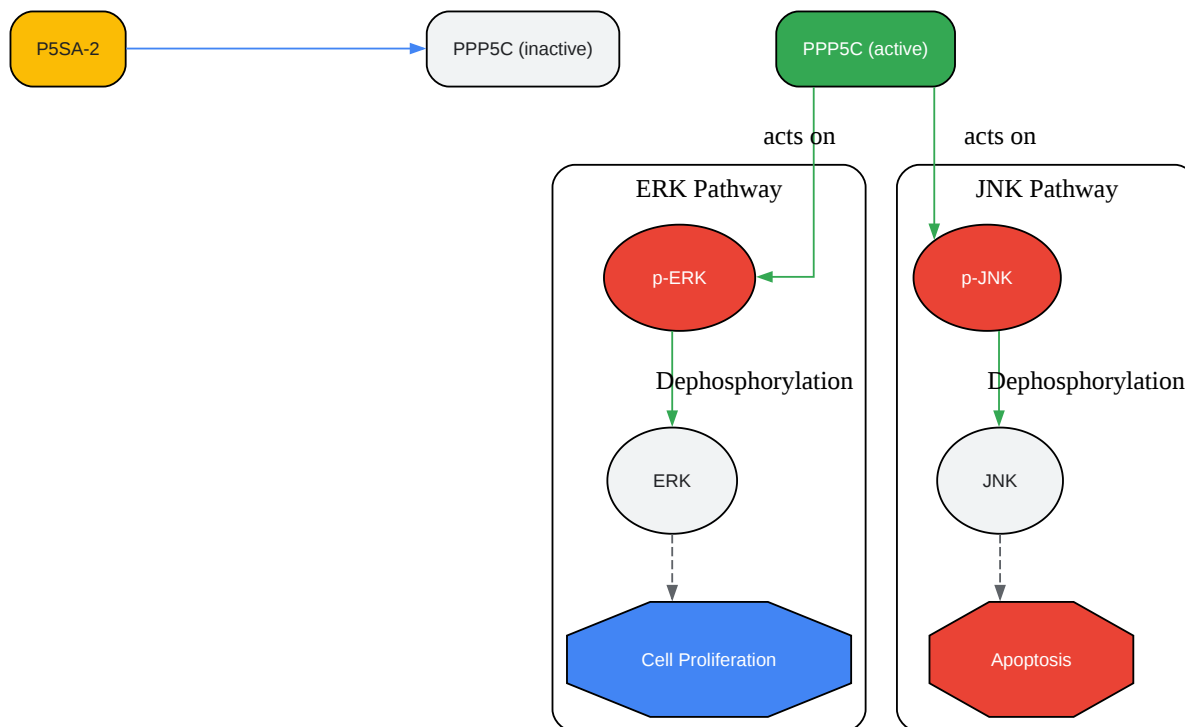 P5SA-2
PPP5C (inactive)
PPP5C (active)
acts on
acts on
ERK Pathway
JNK Pathway
p-ERK
p-JNK
Dephosphorylation
Dephosphorylation
ERK
JNK
Cell Proliferation
Apoptosis